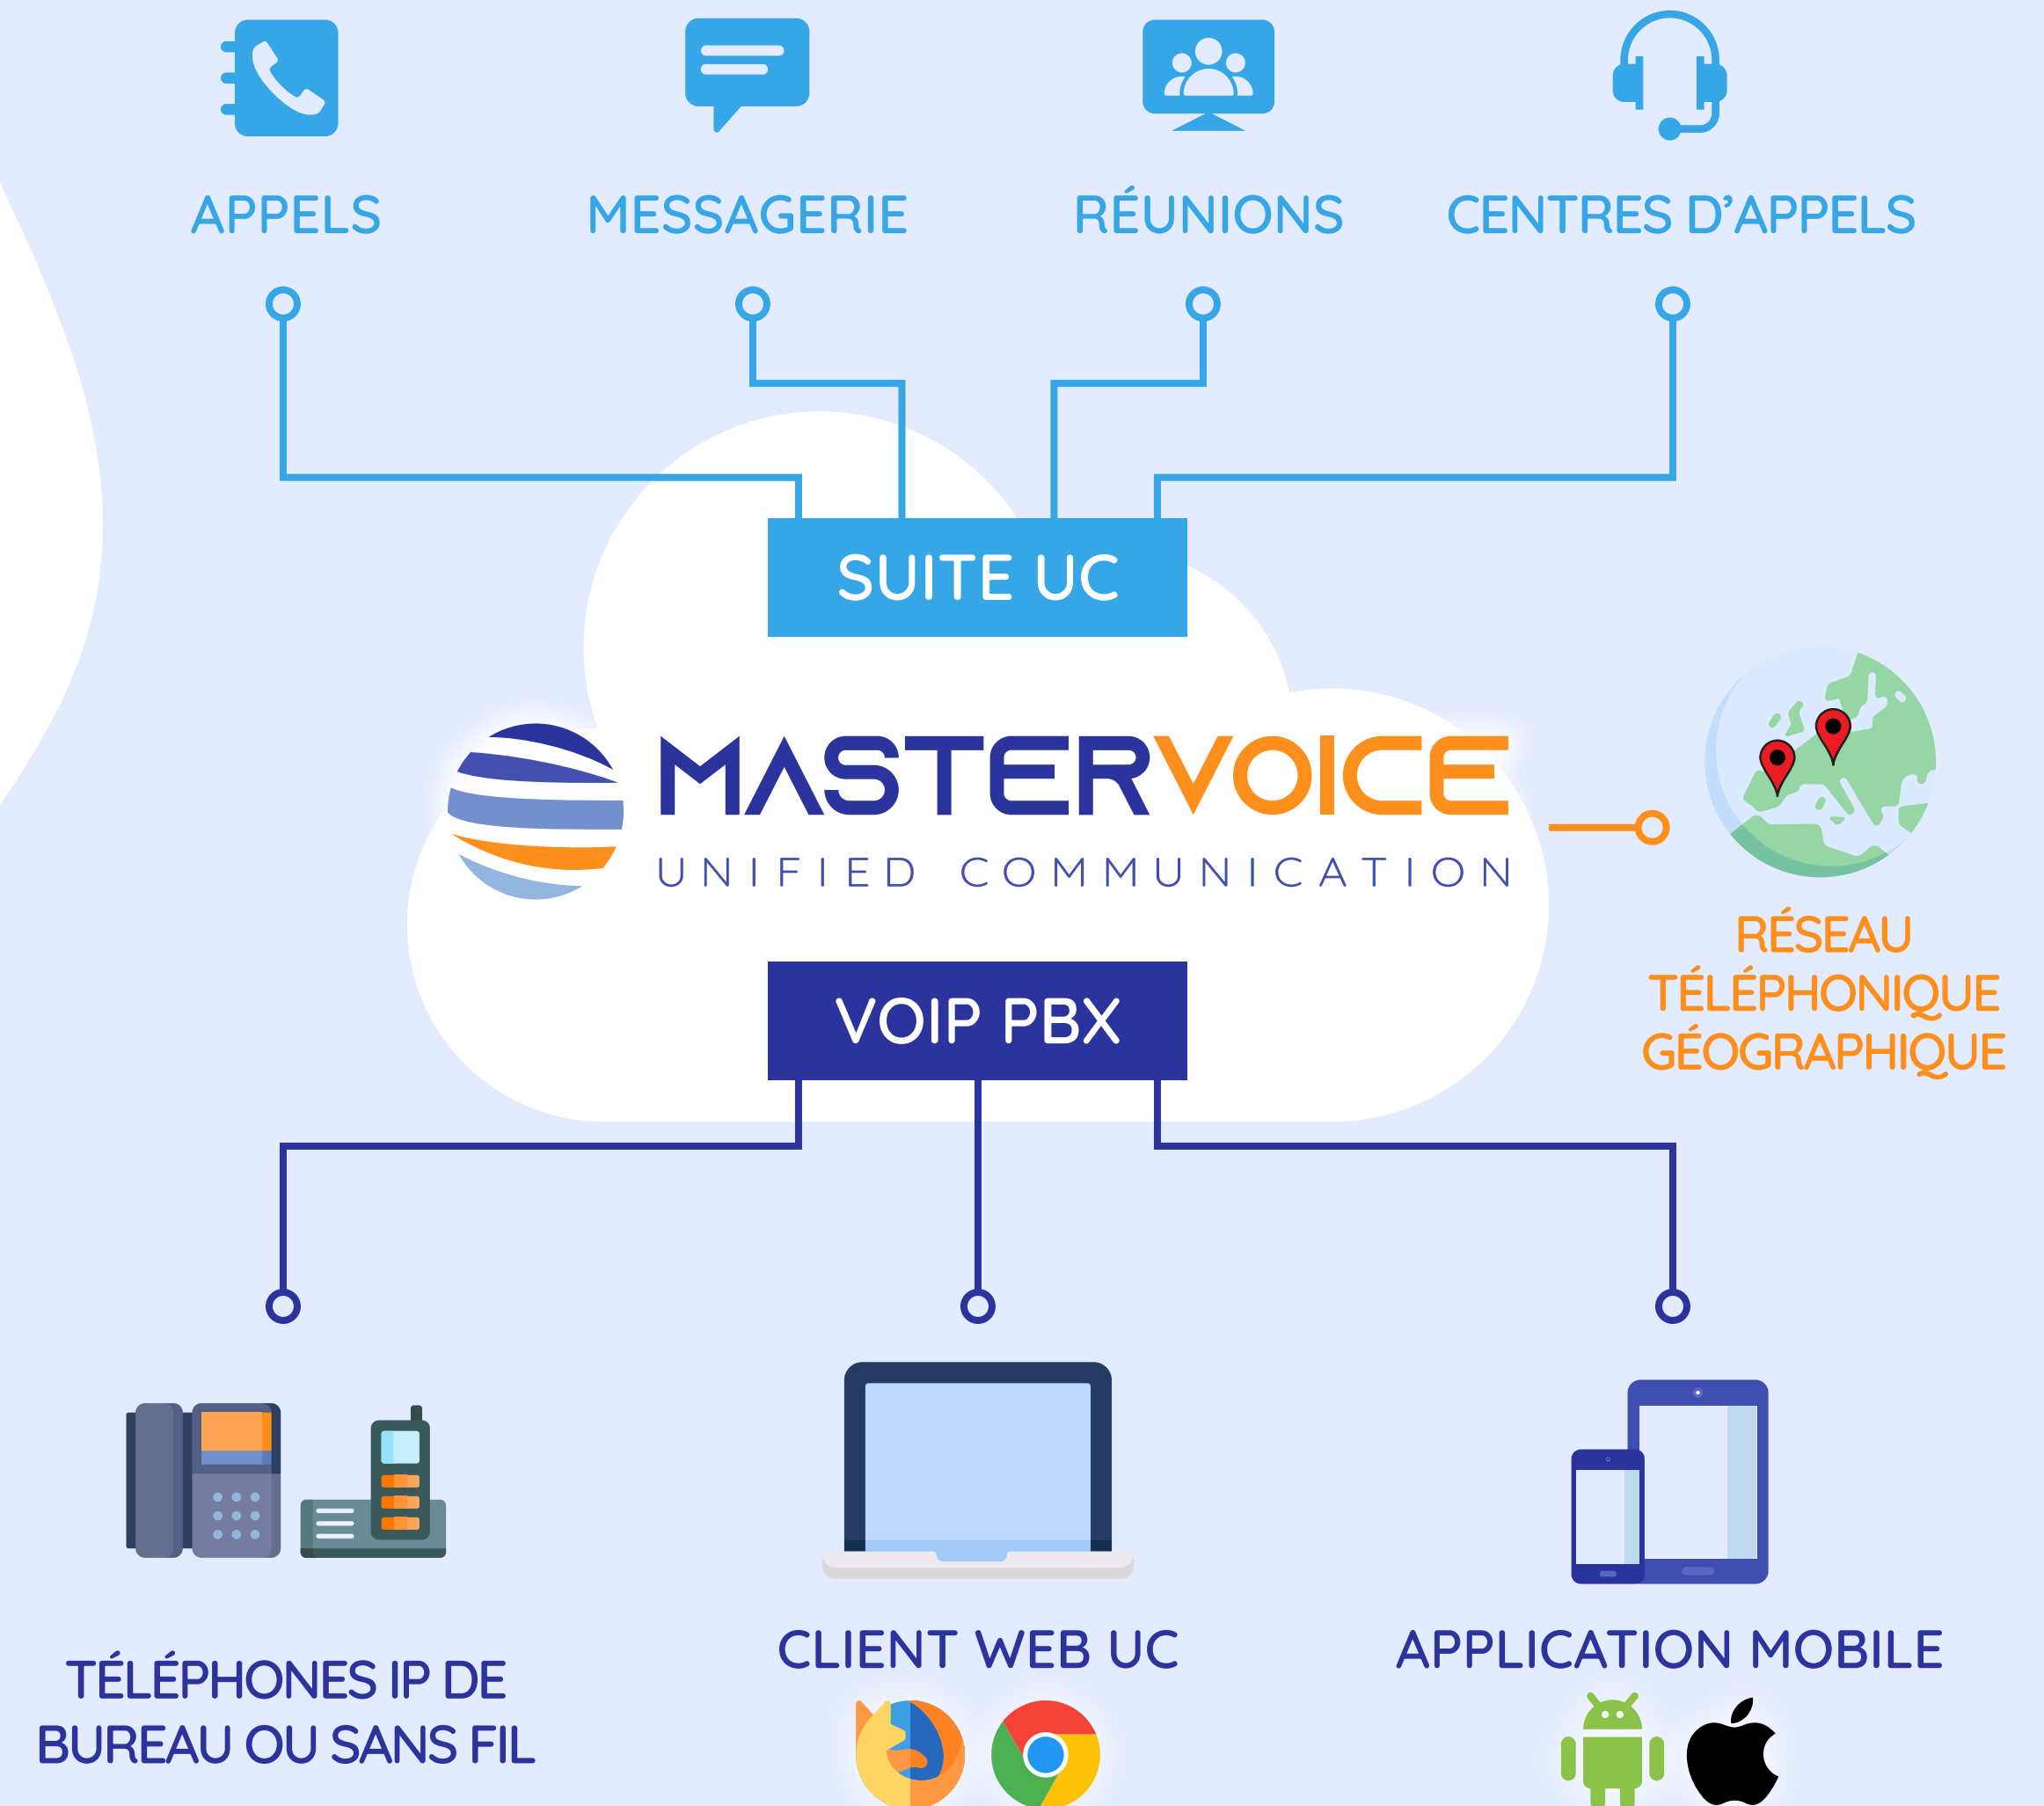 APPELS
MESSAGERIE
RÉUNIONS
CENTRES D’APPELS
SUITE UC
MASTERVOICE
UNIFIED COMMUNICATION
RÉSEAU
TÉLÉPHONIQUE
GÉOGRAPHIQUE
VOIP PBX
TÉLÉPHONES IP DE
BUREAU OU SANS FIL
CLIENT WEB UC
APPLICATION MOBILE